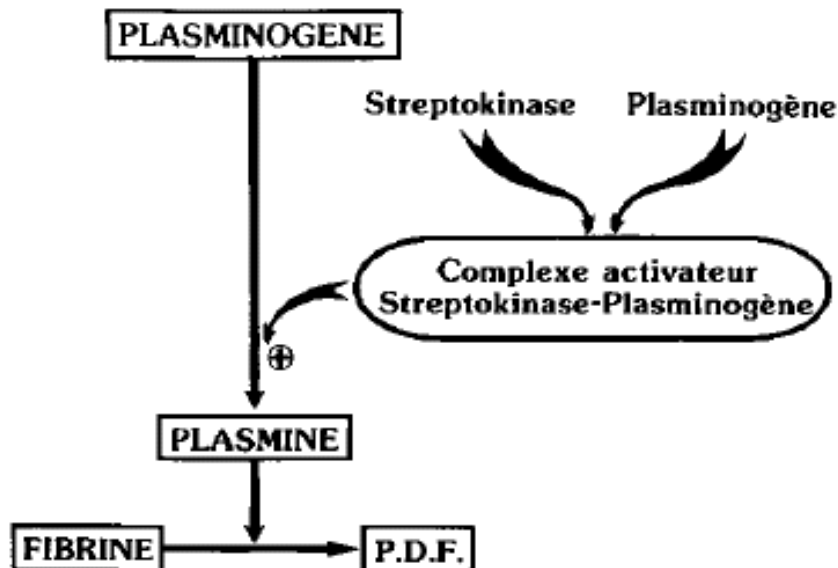 PLASMINOGENE
Streptokinase
Plasminogène
Complexe activateur
Streptokinase-Plasminogène
⊕
PLASMINE
FIBRINE
P.D.F.